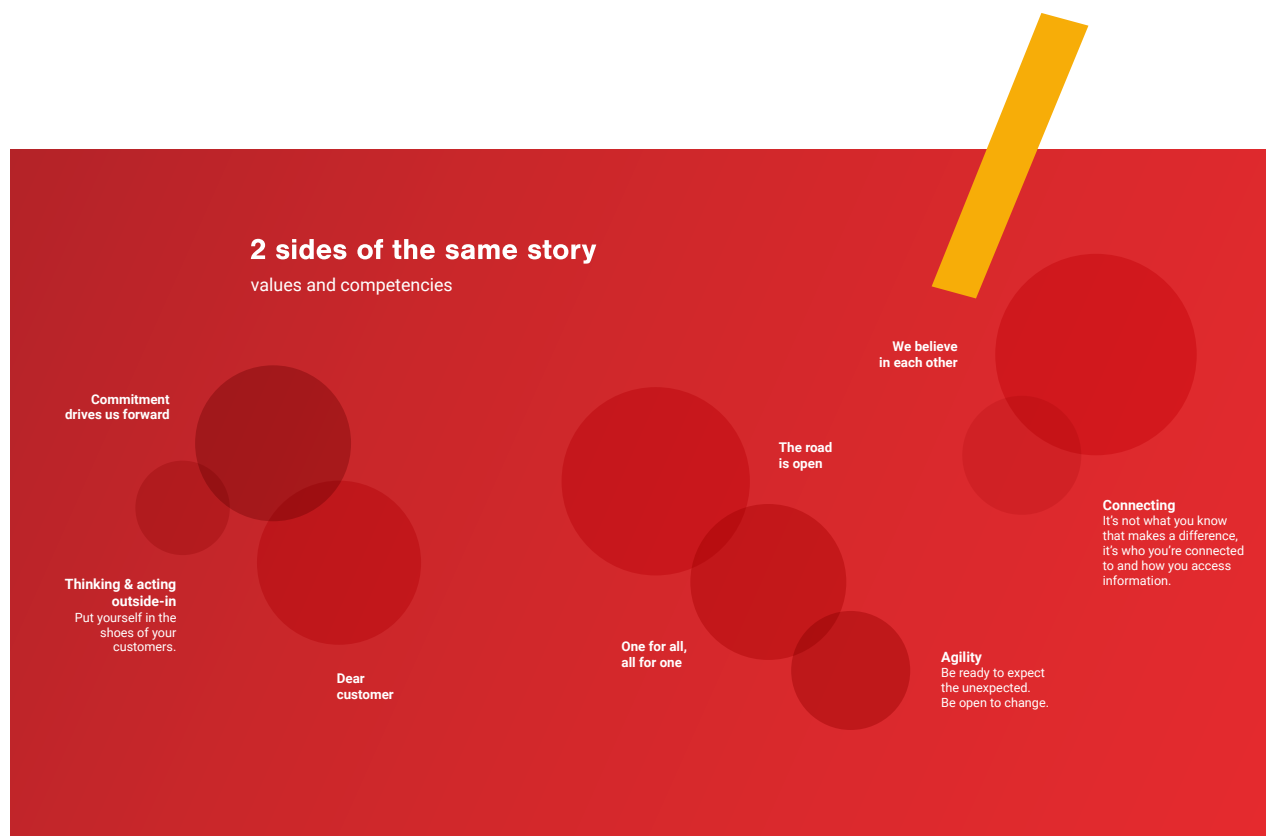 2 sides of the same story
values and competencies
Commitment
drives us forward
Thinking & acting
outside-in
Put yourself in the
shoes of your
customers.
Dear
customer
The road
is open
One for all,
all for one
Agility
Be ready to expect
the unexpected.
Be open to change.
We believe
in each other
Connecting
It's not what you know
that makes a difference,
it's who you're connected
to and how you access
information.